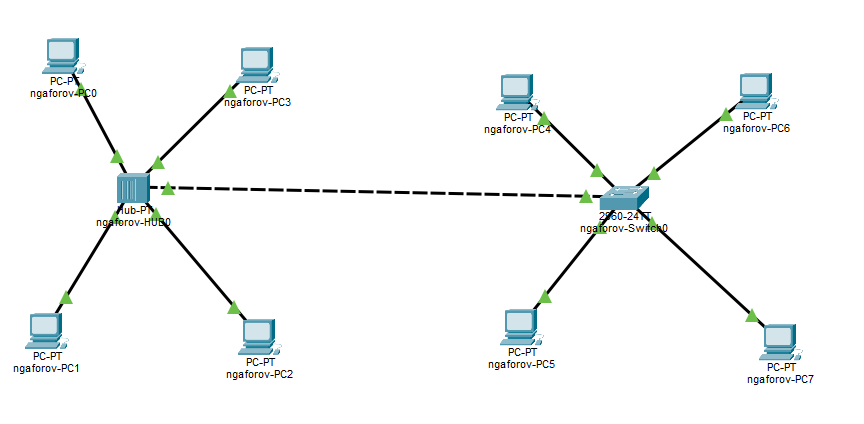 PC-PT
ngaforov-PC0
PC-PT
ngaforov-PC3
PC-PT
ngaforov-PC4
PC-PT
ngaforov-PC6
Hub-PT
ngaforov-HUB0
2960-24TT
ngaforov-Switch0
PC-PT
ngaforov-PC1
PC-PT
ngaforov-PC2
PC-PT
ngaforov-PC5
PC-PT
ngaforov-PC7